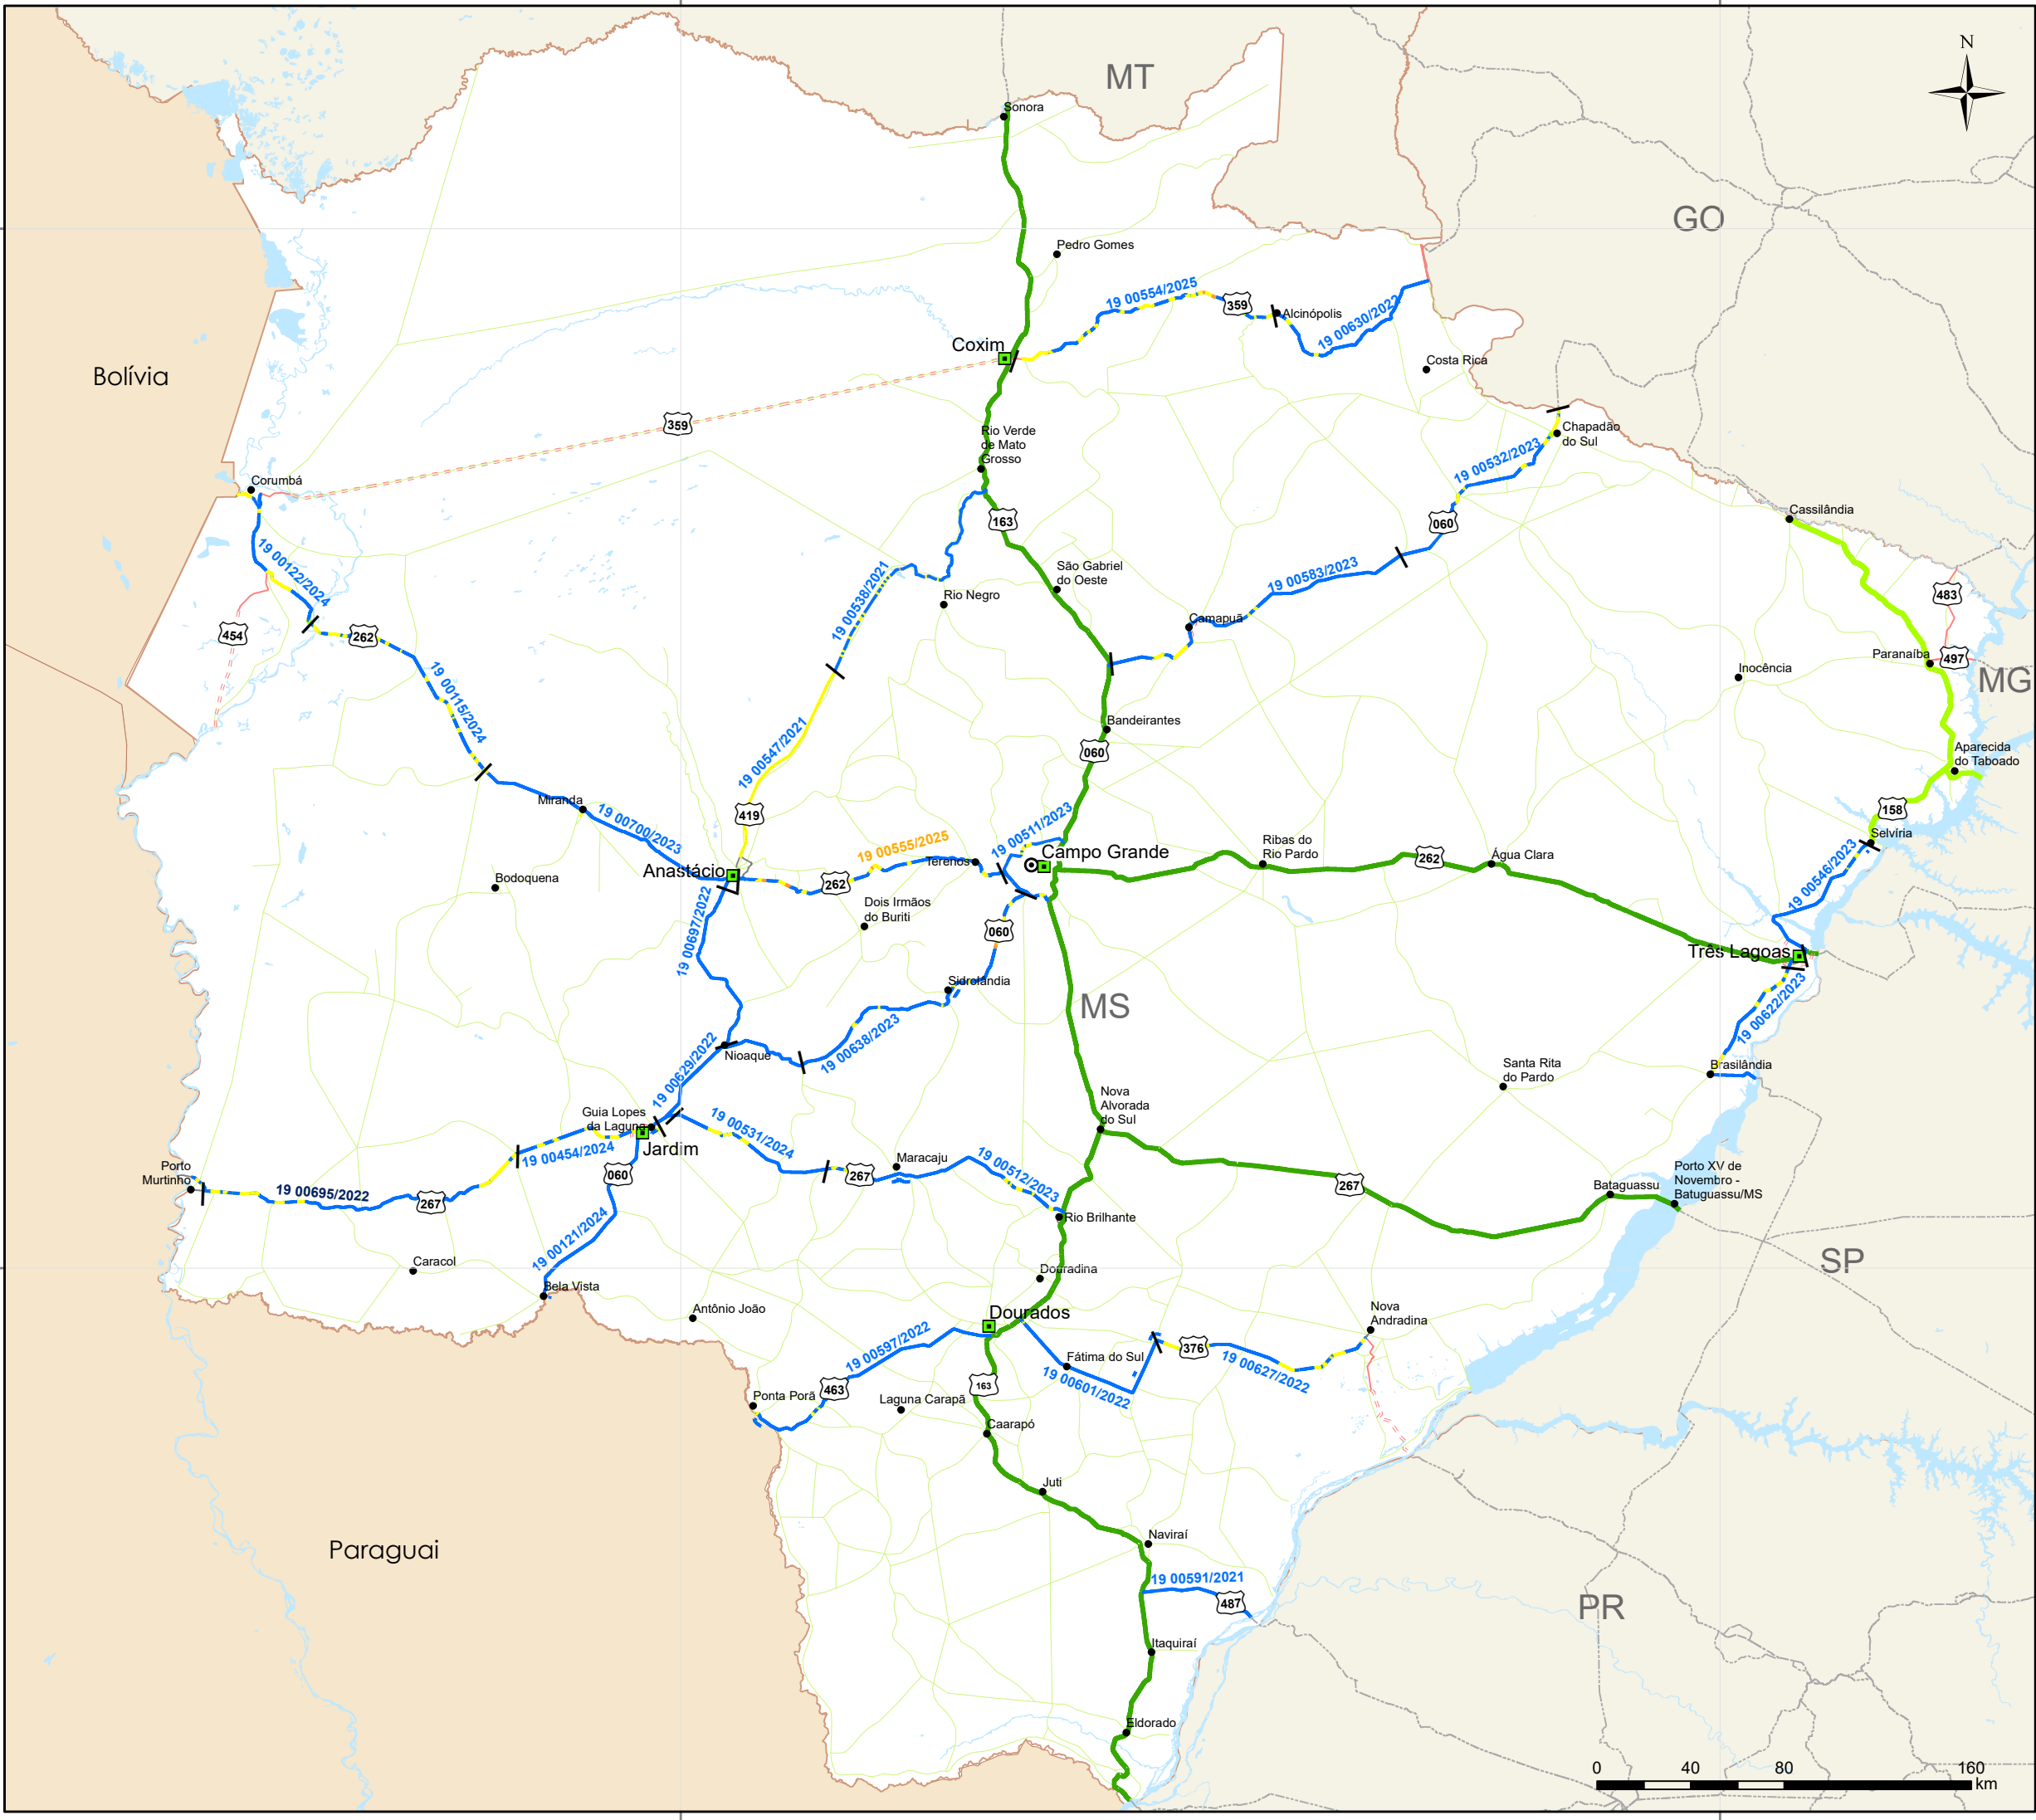 N
MT
Sonora
GO
Pedro Gomes
19 00554/2025
359
Alcinópolis
19 00630/2022
Coxim
Costa Rica
Bolívia
359
Rio Verde
de Mato
Grosso
Chapadão
do Sul
19 00532/2023
Corumbá
163
060
Cassilândia
19 00122/2024
São Gabriel
do Oeste
19 00583/2023
19 00538/2021
Rio Negro
483
454
262
Camapuã
Paranaíba
497
Inocência
MG
19 00115/2024
Bandeirantes
19 00547/2021
060
Aparecida
do Taboado
Miranda
19 00700/2023
419
158
Selvíria
19 00511/2023
19 00555/2025
Terenos
Campo Grande
Ribas do
Rio Pardo
262
Água Clara
Anastácio
262
Bodoquena
19 00546/2023
Dois Irmãos
do Buriti
19 00697/2022
060
Três Lagoas
Sidrolândia
MS
19 00622/2023
19 00638/2023
Nioaque
19 00629/2022
Santa Rita
do Pardo
Brasilândia
Nova
Alvorada
do Sul
Guia Lopes
da Laguna
19 00531/2024
Jardim
19 00454/2024
Maracaju
19 00512/2023
Porto
Murtinho
19 00695/2022
267
060
267
267
Bataguassu
Porto XV de
Novembro -
Batuguassu/MS
Rio Brilhante
19 00121/2024
SP
Caracol
Bela Vista
Douradina
Antônio João
Dourados
Nova
Andradina
19 00597/2022
Fátima do Sul
376
19 00627/2022
19 00601/2022
463
163
Ponta Porã
Laguna Carapã
Caarapó
Juti
Paraguai
Naviraí
19 00591/2021
487
PR
Itaquiraí
Eldorado
0 40 80 160
km